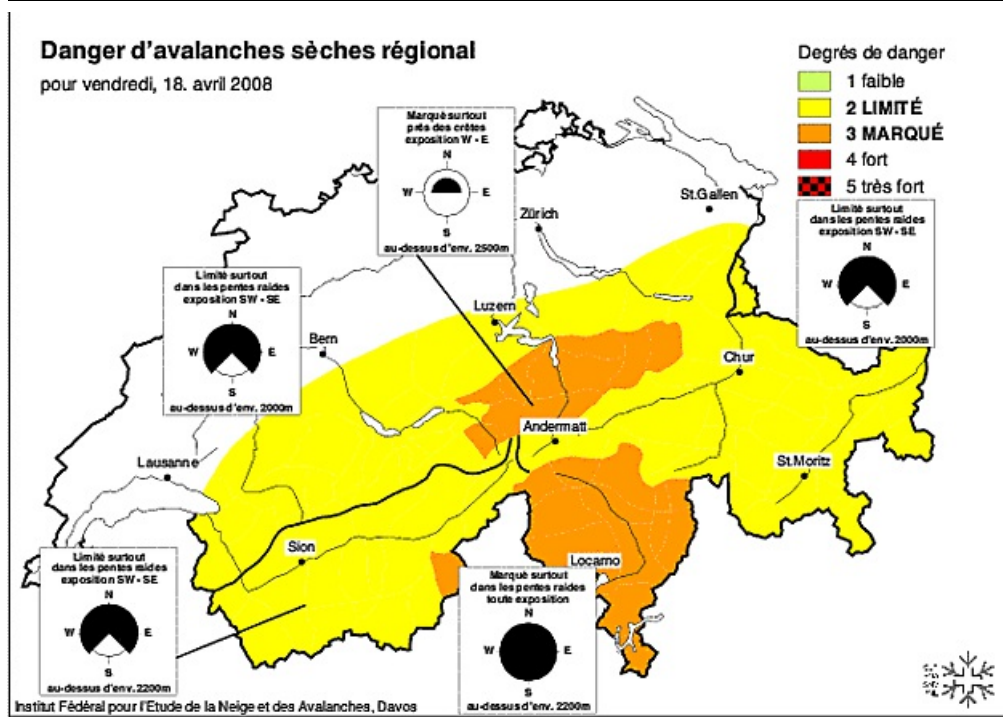 Danger d'avalanches sèches régional
pour vendredi, 18. avril 2008
Degrés de danger
1 faible
2 LIMITÉ
3 MARQUÉ
4 fort
5 très fort
Marqué surtout
près des crêtes
exposition W - E
N
W
E
S
au-dessus d'env. 2500m
Limité surtout
dans les pentes raides
exposition SW - SE
N
W
E
S
au-dessus d'env. 2000m
St.Gallen
Zürich
Limité surtout
dans les pentes raides
exposition SW - SE
N
W
E
S
au-dessus d'env. 2000m
Luzern
Bern
Chur
Andermatt
Lausanne
St.Moritz
Sion
Locarno
Limité surtout
dans les pentes raides
exposition SW - SE
N
W
E
S
au-dessus d'env. 2200m
Marqué surtout
dans les pentes raides
toute exposition
N
W
E
S
au-dessus d'env. 2200m
Institut Fédéral pour l'Etude de la Neige et des Avalanches, Davos